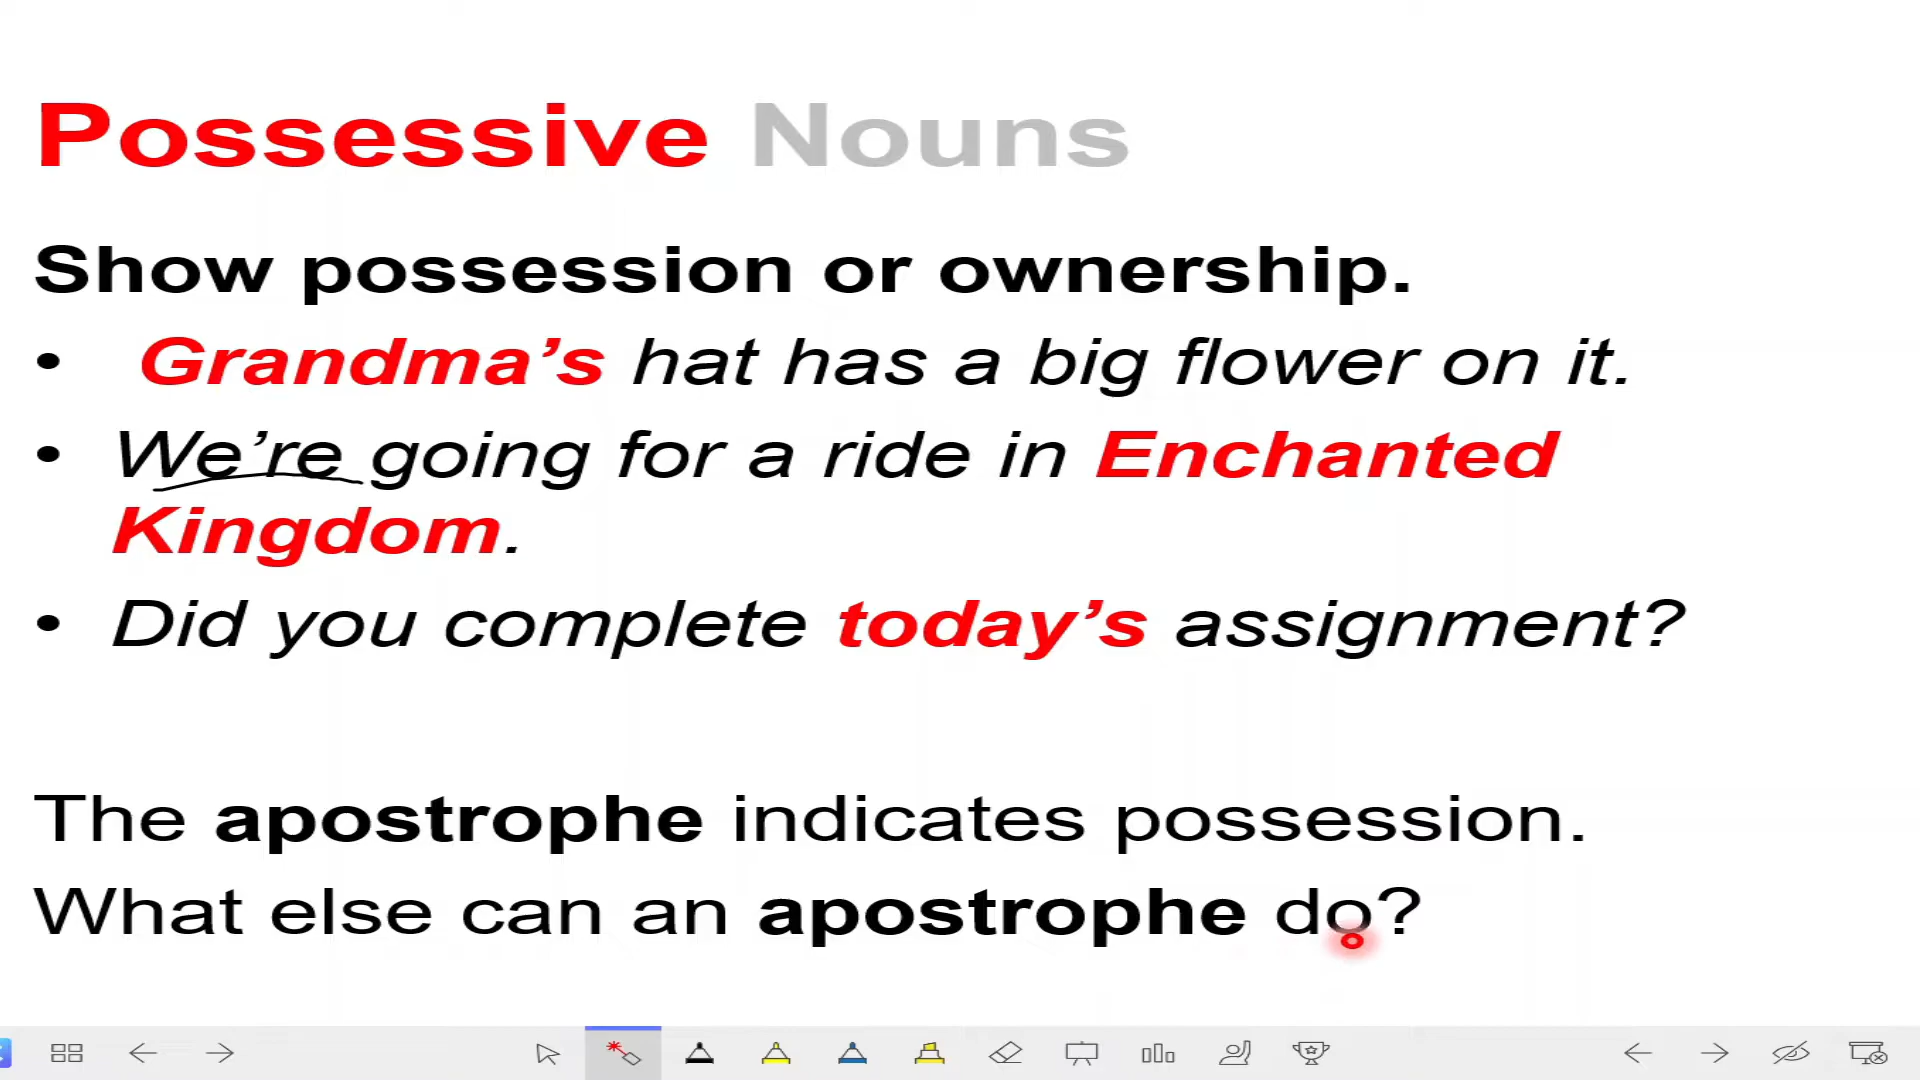 Possessive Nouns
Show possession or ownership.
• Grandma’s hat has a big flower on it.
• We’re going for a ride in Enchanted
Kingdom.
• Did you complete today’s assignment?
The apostrophe indicates possession.
What else can an apostrophe do?